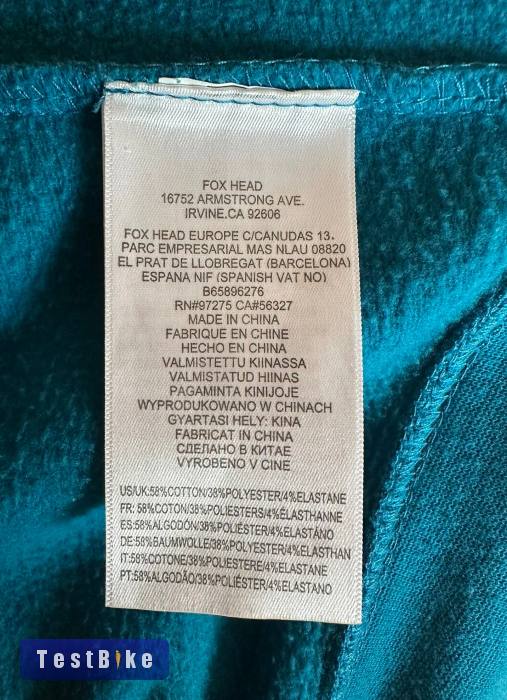 FOX HEAD
16752 ARMSTRONG AVE.
IRVINE.CA 92606
FOX HEAD EUROPE C/CANUDAS 13.
PARC EMPRESARIAL MAS NLAU 08820
EL PRAT DE LLOBREGAT (BARCELONA)
ESPANA NIF (SPANISH VAT NO)
B65896276
RN#97275 CA#56327
MADE IN CHINA
FABRIQUE EN CHINE
HECHO EN CHINA
VALMISTETTU KIINASSA
VALMISTATUD HIINAS
PAGAMINTA KINIJOJE
WYPRODUKOWANO W CHINACH
GYARTASI HELY: KINA
FABRICAT IN CHINA
СДЕЛАНО В КИТАЕ
VYROBENO V CINE
US/UK:58%COTTON/38%POLYESTER/4%ELASTANE
FR: 58%COTON/38%POLIESTERS/4%ÉLASTHANNE
ES:58%ALGODÓN/38%POLIÉSTER/4%ELASTÁNO
DE:58%BAUMWOLLE/38%POLYESTER/4%ELASTHAN
IT:58%COTONE/38%POLIESTERE/4%ELASTANE
PT:58%ALGODÃO/38%POLIÉSTER/4%ELASTANO
TestBike